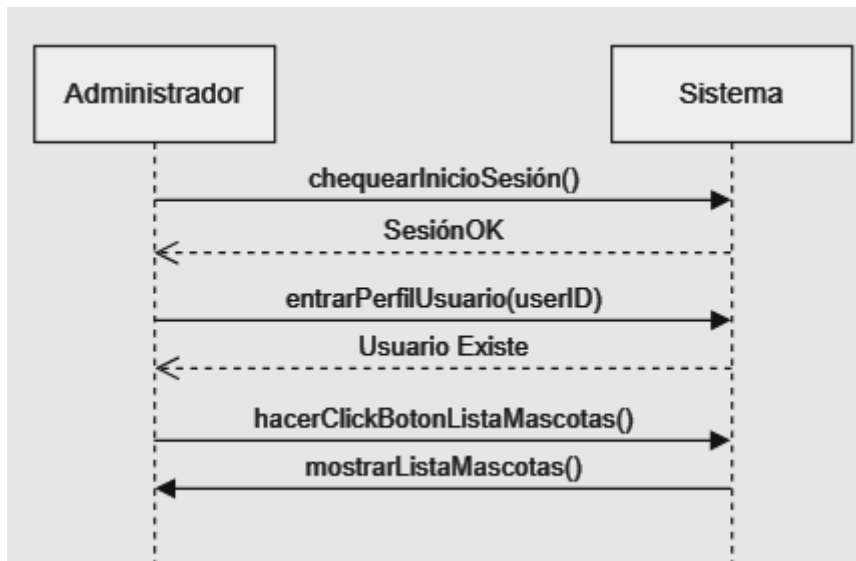 Administrador
Sistema
chequearInicioSesión()
SesiónOK
entrarPerfilUsuario(userID)
Usuario Existe
hacerClickBotonListaMascotas()
mostrarListaMascotas()